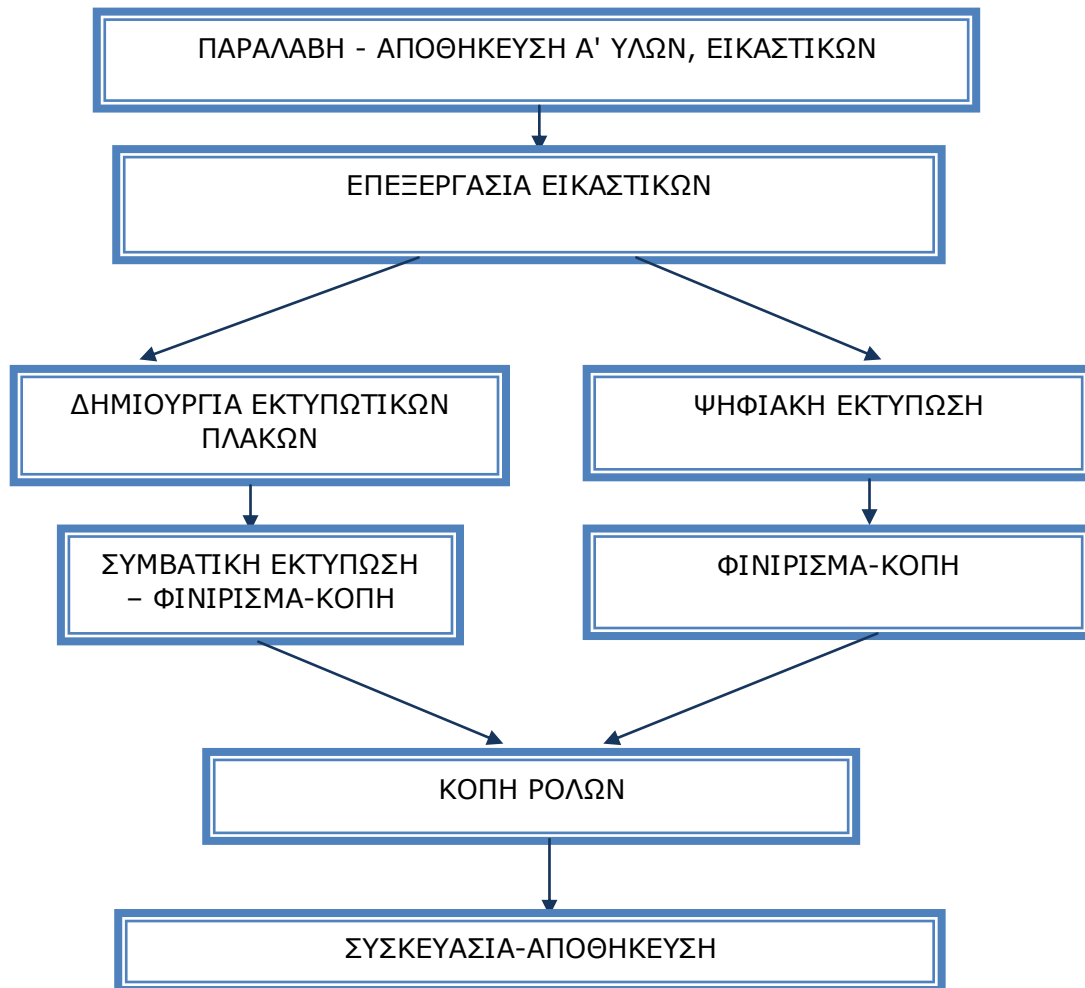 ΠΑΡΑΛΑΒΗ - ΑΠΟΘΗΚΕΥΣΗ Α' ΥΛΩΝ, ΕΙΚΑΣΤΙΚΩΝ
ΕΠΕΞΕΡΓΑΣΙΑ ΕΙΚΑΣΤΙΚΩΝ
ΔΗΜΙΟΥΡΓΙΑ ΕΚΤΥΠΩΤΙΚΩΝ
ΠΛΑΚΩΝ
ΨΗΦΙΑΚΗ ΕΚΤΥΠΩΣΗ
ΣΥΜΒΑΤΙΚΗ ΕΚΤΥΠΩΣΗ
– ΦΙΝΙΡΙΣΜΑ-ΚΟΠΗ
ΦΙΝΙΡΙΣΜΑ-ΚΟΠΗ
ΚΟΠΗ ΡΟΛΩΝ
ΣΥΣΚΕΥΑΣΙΑ-ΑΠΟΘΗΚΕΥΣΗ